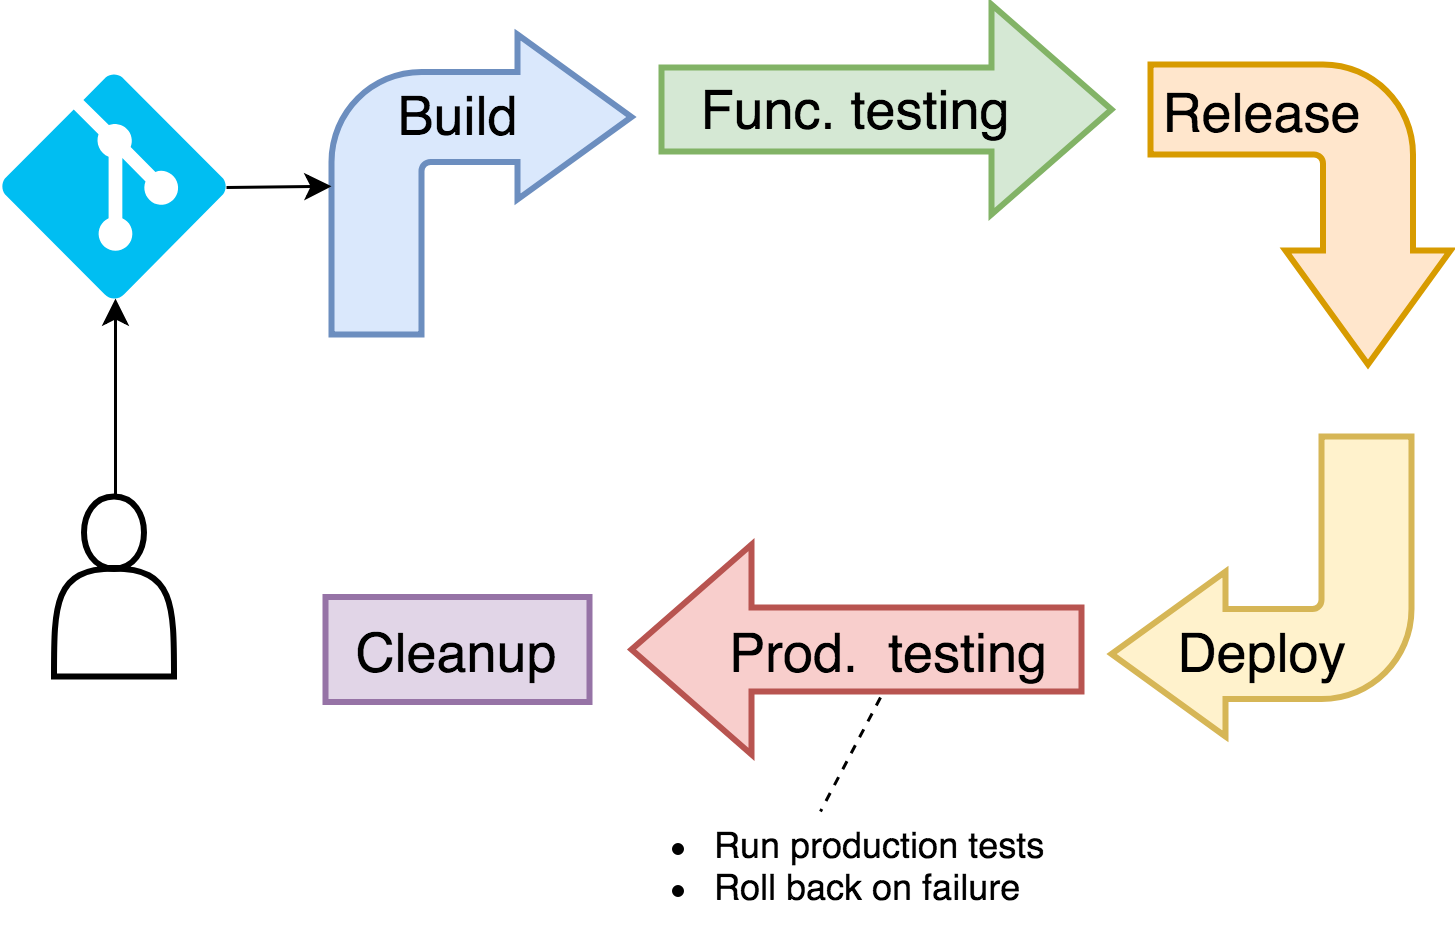 Build
Func. testing
Release
Deploy
Prod. testing
Cleanup
• Run production tests
• Roll back on failure